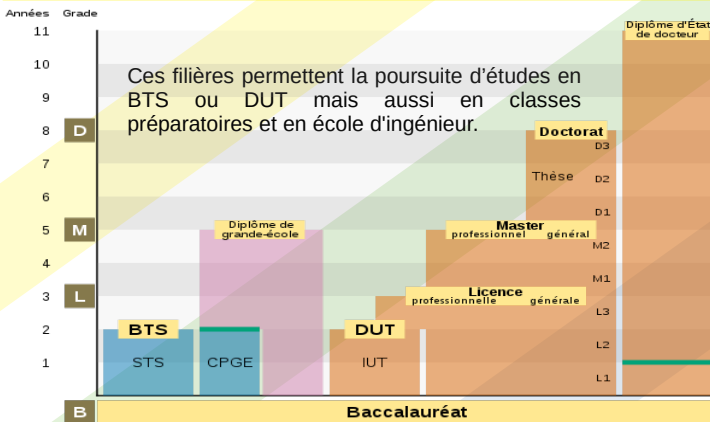 Années Grade
11
10
9
8 D
7
6
5 M
4
3 L
2
1
B
Ces filières permettent la poursuite d'études en
BTS ou DUT mais aussi en classes
préparatoires et en école d'ingénieur.
Diplôme d'État
de docteur
Doctorat
D3
Thèse D2
D1
Diplôme de
grande-école
Master
professionnel général
M2
M1
Licence
professionnelle générale
L3
BTS
DUT
L2
STS
CPGE
IUT
L1
Baccalauréat